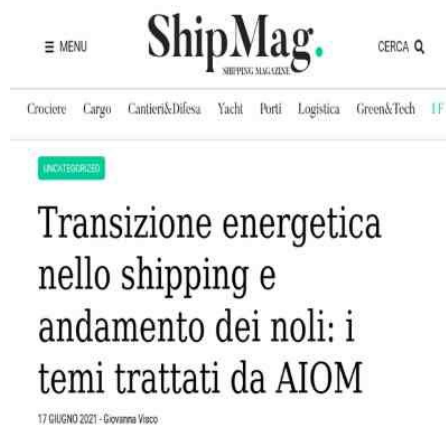 ≡ MENU
ShipMag.
SHIPPING MAGAZINE
CERCA
Crociere Cargo Cantieri&Difesa Yacht Porti Logistica Green&Tech I F
UNCATEGORIZED
Transizione energetica
nello shipping e
andamento dei noli: i
temi trattati da AIOM
17 GIUGNO 2021 - Giovanna Visco